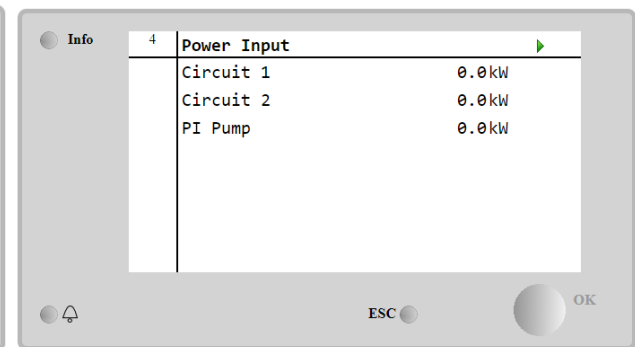 Info
4 Power Input
Circuit 1 0.0kW
Circuit 2 0.0kW
PI Pump 0.0kW
ESC OK